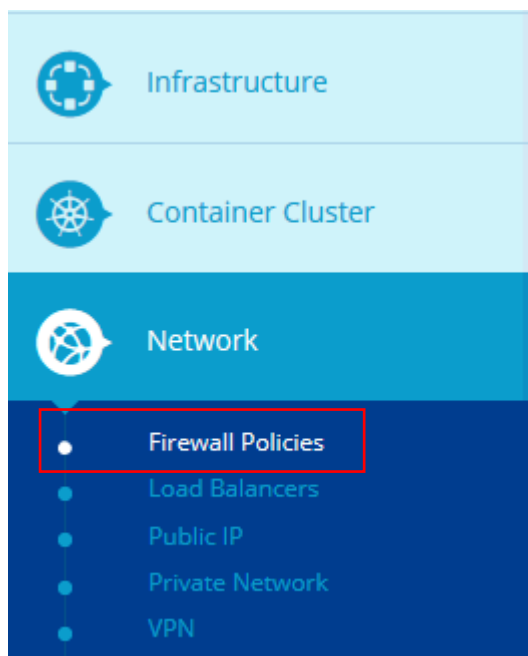 Infrastructure
Container Cluster
Network
Firewall Policies
Load Balancers
Public IP
Private Network
VPN